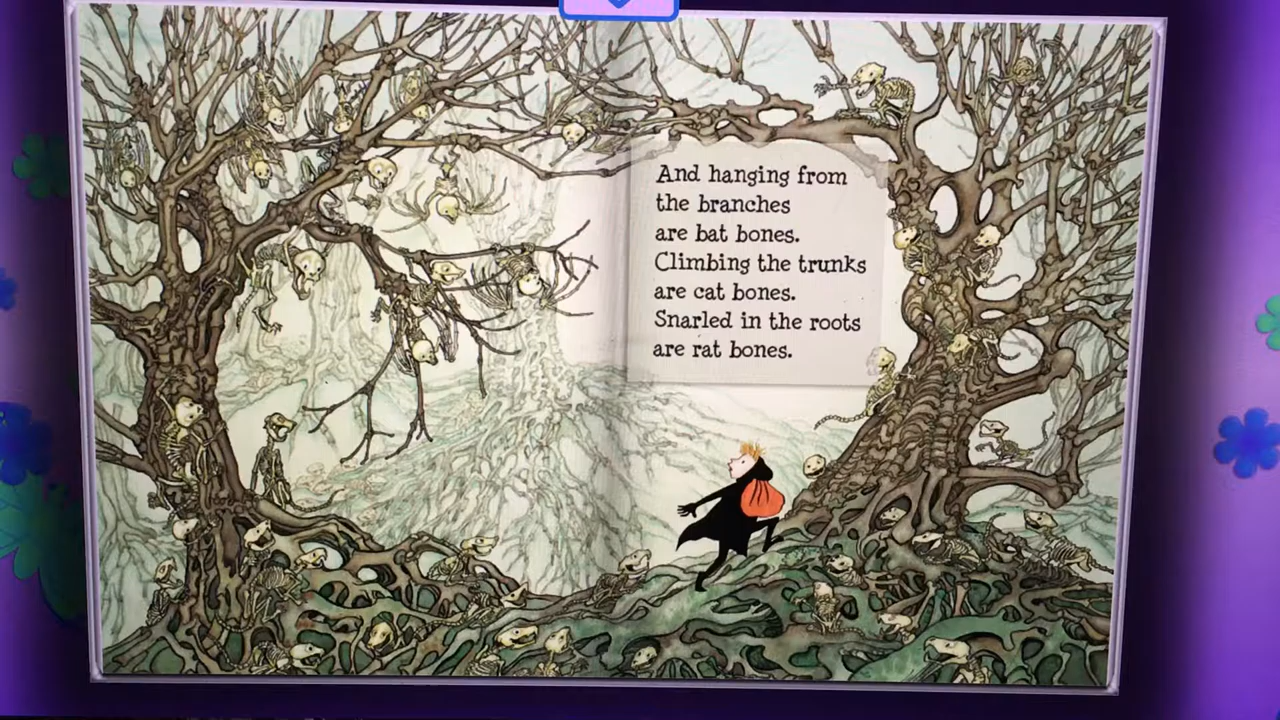 And hanging from
the branches
are bat bones.
Climbing the trunks
are cat bones.
Snarled in the roots
are rat bones.